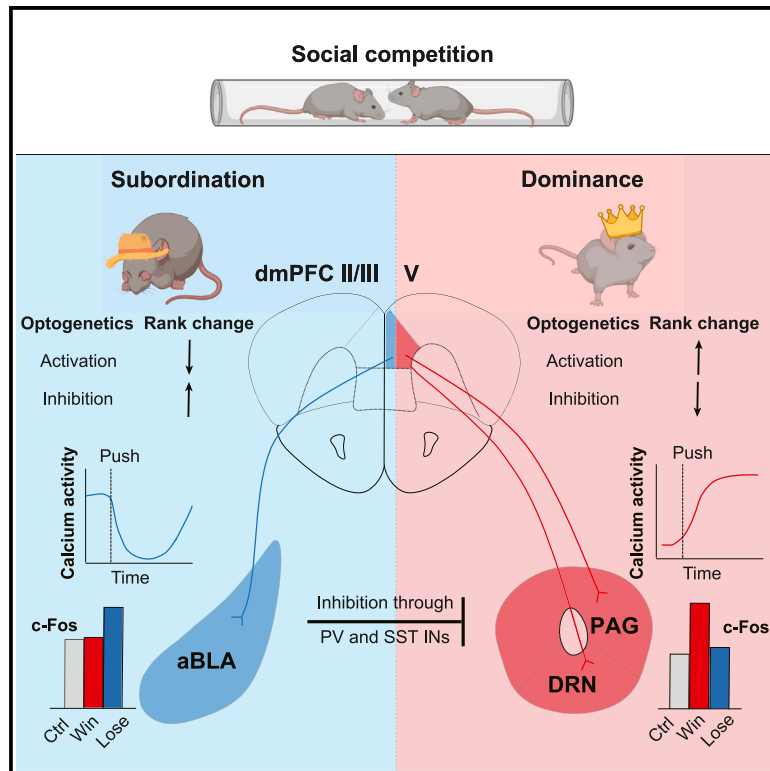 Social competition
Subordination
Dominance
dmPFC II/III V
Optogenetics Rank change
Activation
Inhibition
Optogenetics Rank change
Activation
Inhibition
Push
Calcium activity
Time
Push
Calcium activity
Time
c-Fos
Ctrl
Win
Lose
aBLA
Inhibition through
PV and SST INs
PAG
DRN
c-Fos
Ctrl
Win
Lose